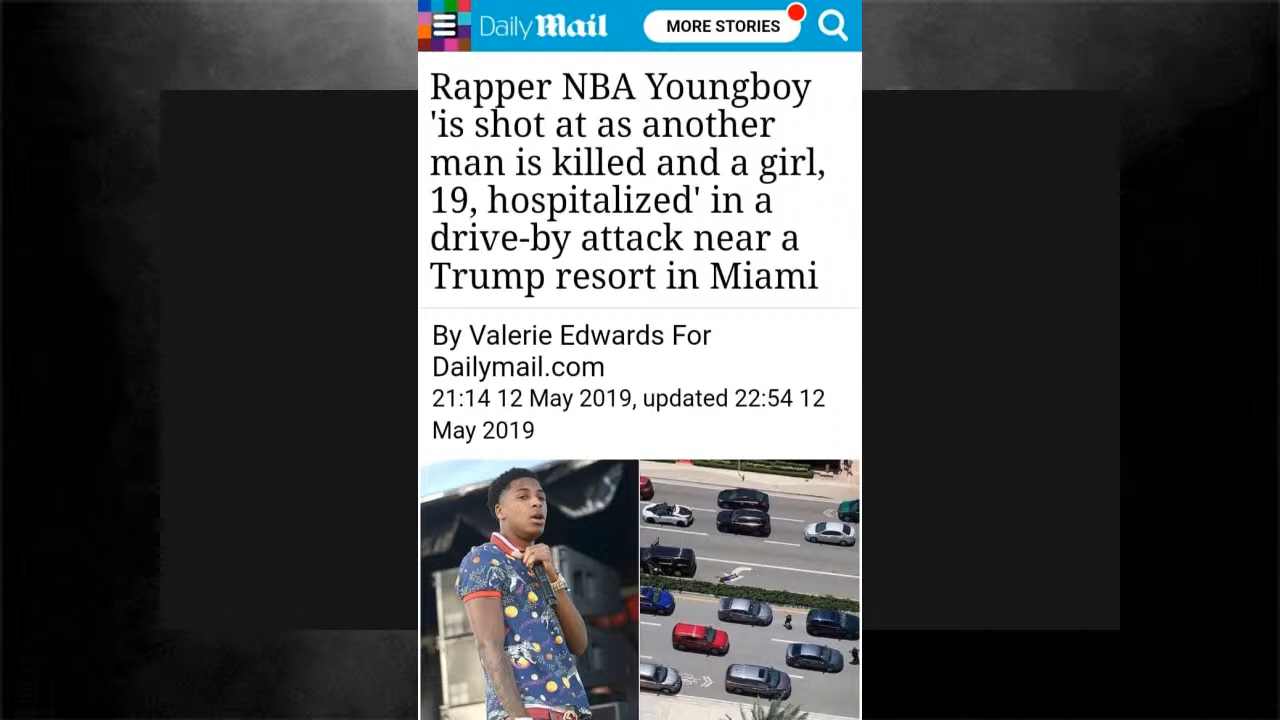 Daily Mail
MORE STORIES
Rapper NBA Youngboy
'is shot at as another
man is killed and a girl,
19, hospitalized' in a
drive-by attack near a
Trump resort in Miami
By Valerie Edwards For
Dailymail.com
21:14 12 May 2019, updated 22:54 12
May 2019